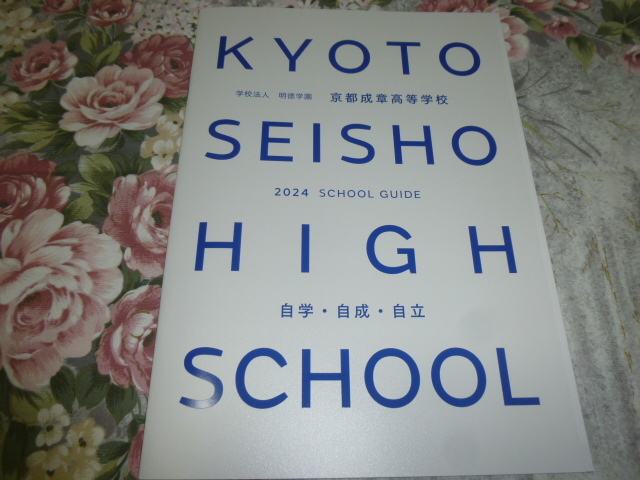 KYOTO
学校法人 明徳学園 京都成章高等学校
SEISHO
2024 SCHOOL GUIDE
HIGH
自学・自成・自立
SCHOOL